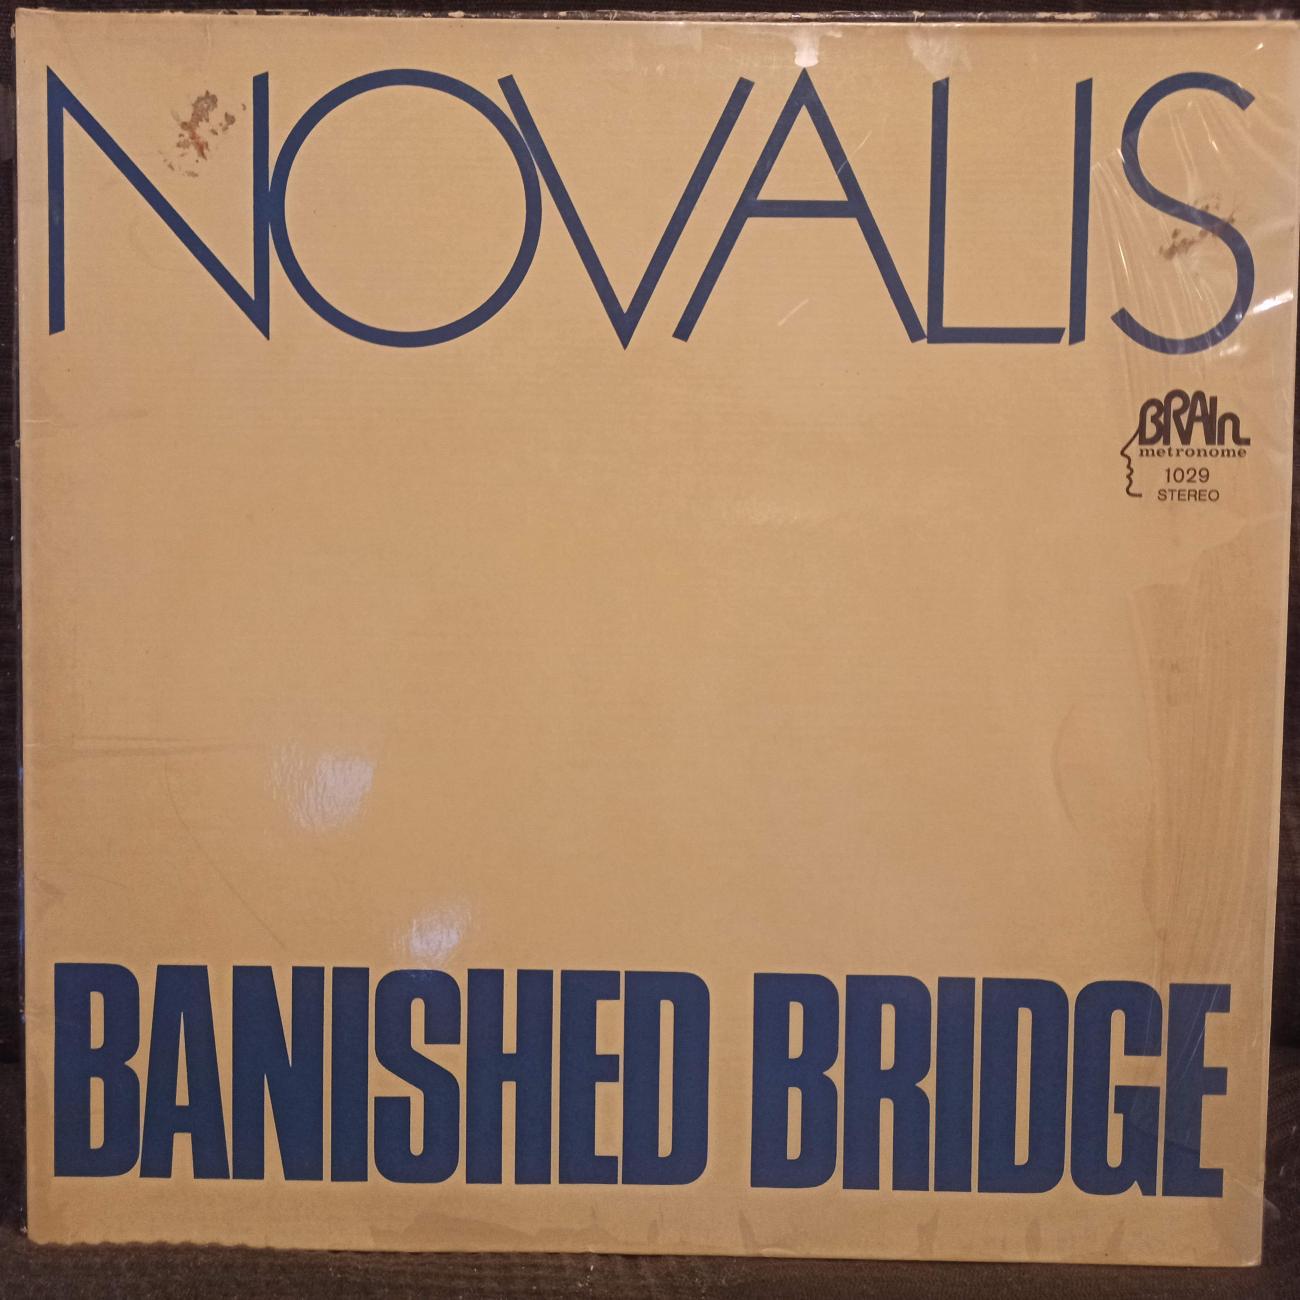 NOVALIS
BRAIn
metronome
1029
STEREO
BANISHED BRIDGE